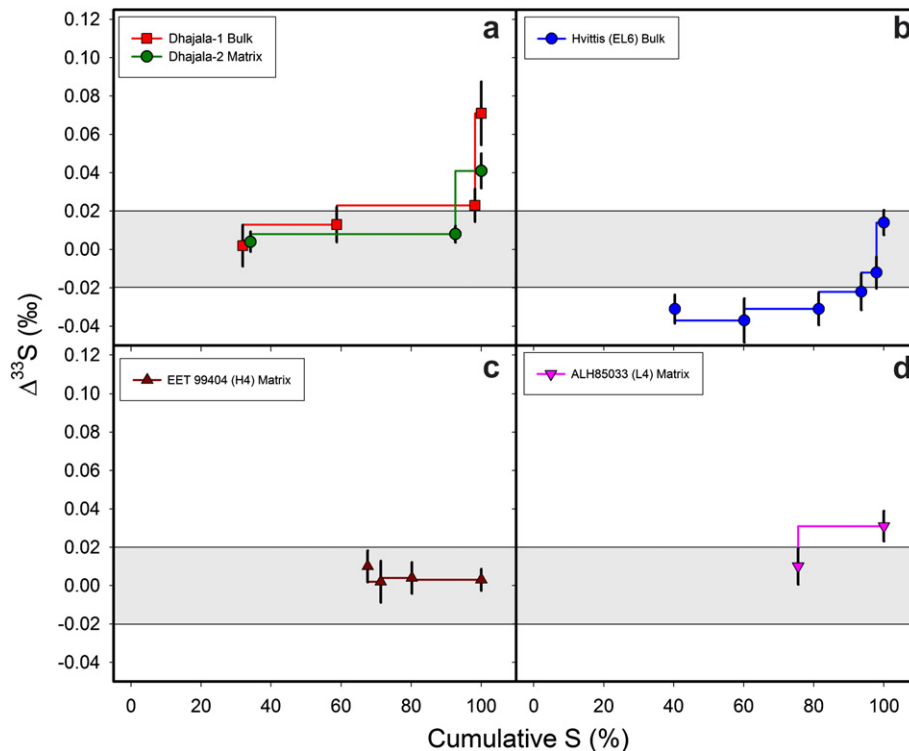 a
Dhajala-1 Bulk
Dhajala-2 Matrix
b
Hvittis (EL6) Bulk
0.12
0.10
0.08
0.06
0.04
0.02
0.00
-0.02
-0.04
Δ³³S (‰)
c
EET 99404 (H4) Matrix
d
ALH85033 (L4) Matrix
0.12
0.10
0.08
0.06
0.04
0.02
0.00
-0.02
-0.04
0 20 40 60 80 100 0 20 40 60 80 100
Cumulative S (%)